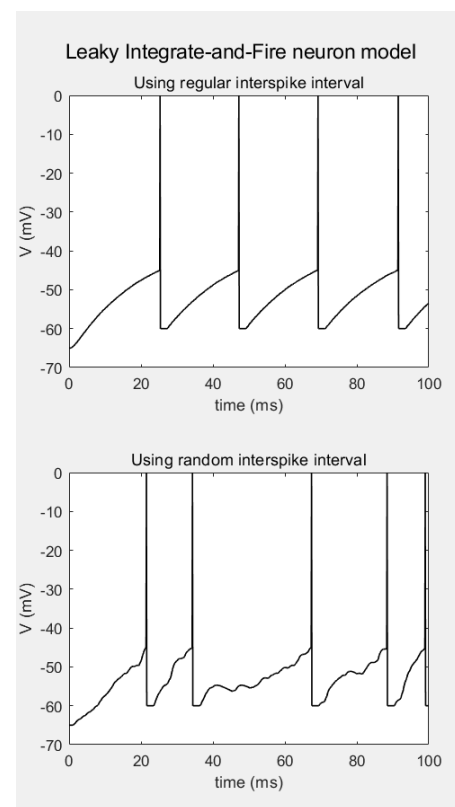 Leaky Integrate-and-Fire neuron model
Using regular interspike interval
0
-10
-20
-30
-40
-50
-60
-70
V (mV)
0 20 40 60 80 100
time (ms)
Using random interspike interval
0
-10
-20
-30
-40
-50
-60
-70
V (mV)
0 20 40 60 80 100
time (ms)